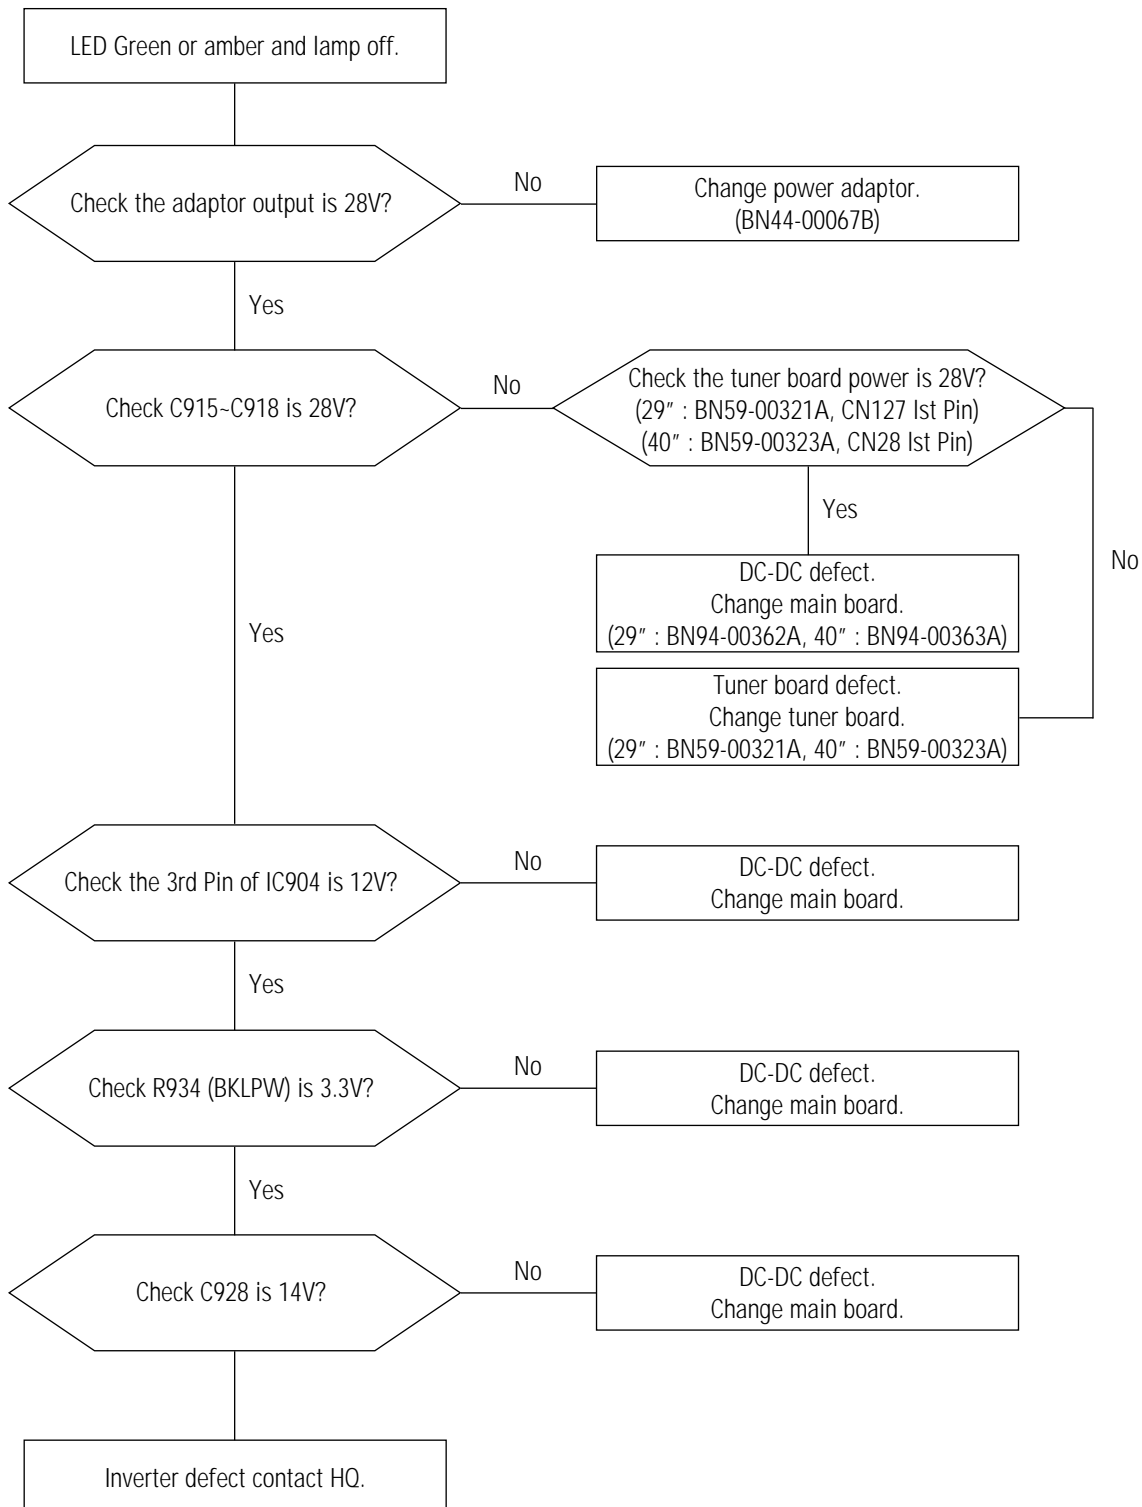 LED Green or amber and lamp off.
Check the adaptor output is 28V?
No
Change power adaptor.
(BN44-00067B)
Yes
Check C915~C918 is 28V?
No
Check the tuner board power is 28V?
(29" : BN59-00321A, CN127 Ist Pin)
(40" : BN59-00323A, CN28 Ist Pin)
Yes
No
DC-DC defect.
Change main board.
(29" : BN94-00362A, 40" : BN94-00363A)
Yes
Tuner board defect.
Change tuner board.
(29" : BN59-00321A, 40" : BN59-00323A)
Check the 3rd Pin of IC904 is 12V?
No
DC-DC defect.
Change main board.
Yes
Check R934 (BKLPW) is 3.3V?
No
DC-DC defect.
Change main board.
Yes
Check C928 is 14V?
No
DC-DC defect.
Change main board.
Inverter defect contact HQ.